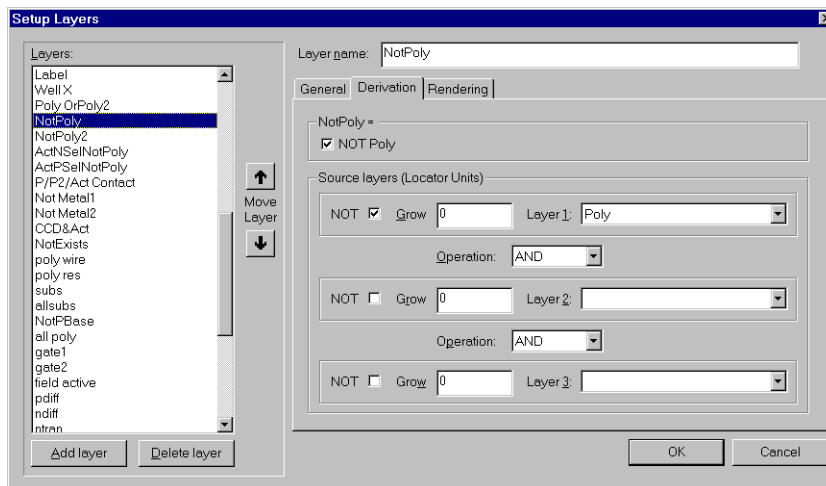 Setup Layers
Layers:
Label
Well X
Poly OrPoly2
NotPoly
NotPoly2
ActNSelNotPoly
ActPSelNotPoly
P/P2/Act Contact
Not Metal1
Not Metal2
CCD&Act
NotExists
poly wire
poly res
subs
allsubs
NotPBase
all poly
gate1
gate2
field active
pdiff
ndiff
ntran
Add layer
Delete layer
Move
Layer
Layer name: NotPoly
General Derivation Rendering
NotPoly =
NOT Poly
Source layers (Locator Units)
NOT Grow 0 Layer 1: Poly
Operation: AND
NOT Grow 0 Layer 2:
Operation: AND
NOT Grow 0 Layer 3:
OK Cancel